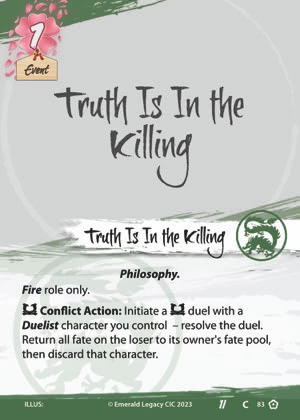 1
Event
Truth Is In the
Killing
Truth Is In the Killing
Philosophy.
Fire role only.
Conflict Action: Initiate a duel with a
Duelist character you control – resolve the duel.
Return all fate on the loser to its owner's fate pool,
then discard that character.
ILLUS: © Emerald Legacy CIC 2023 C 83